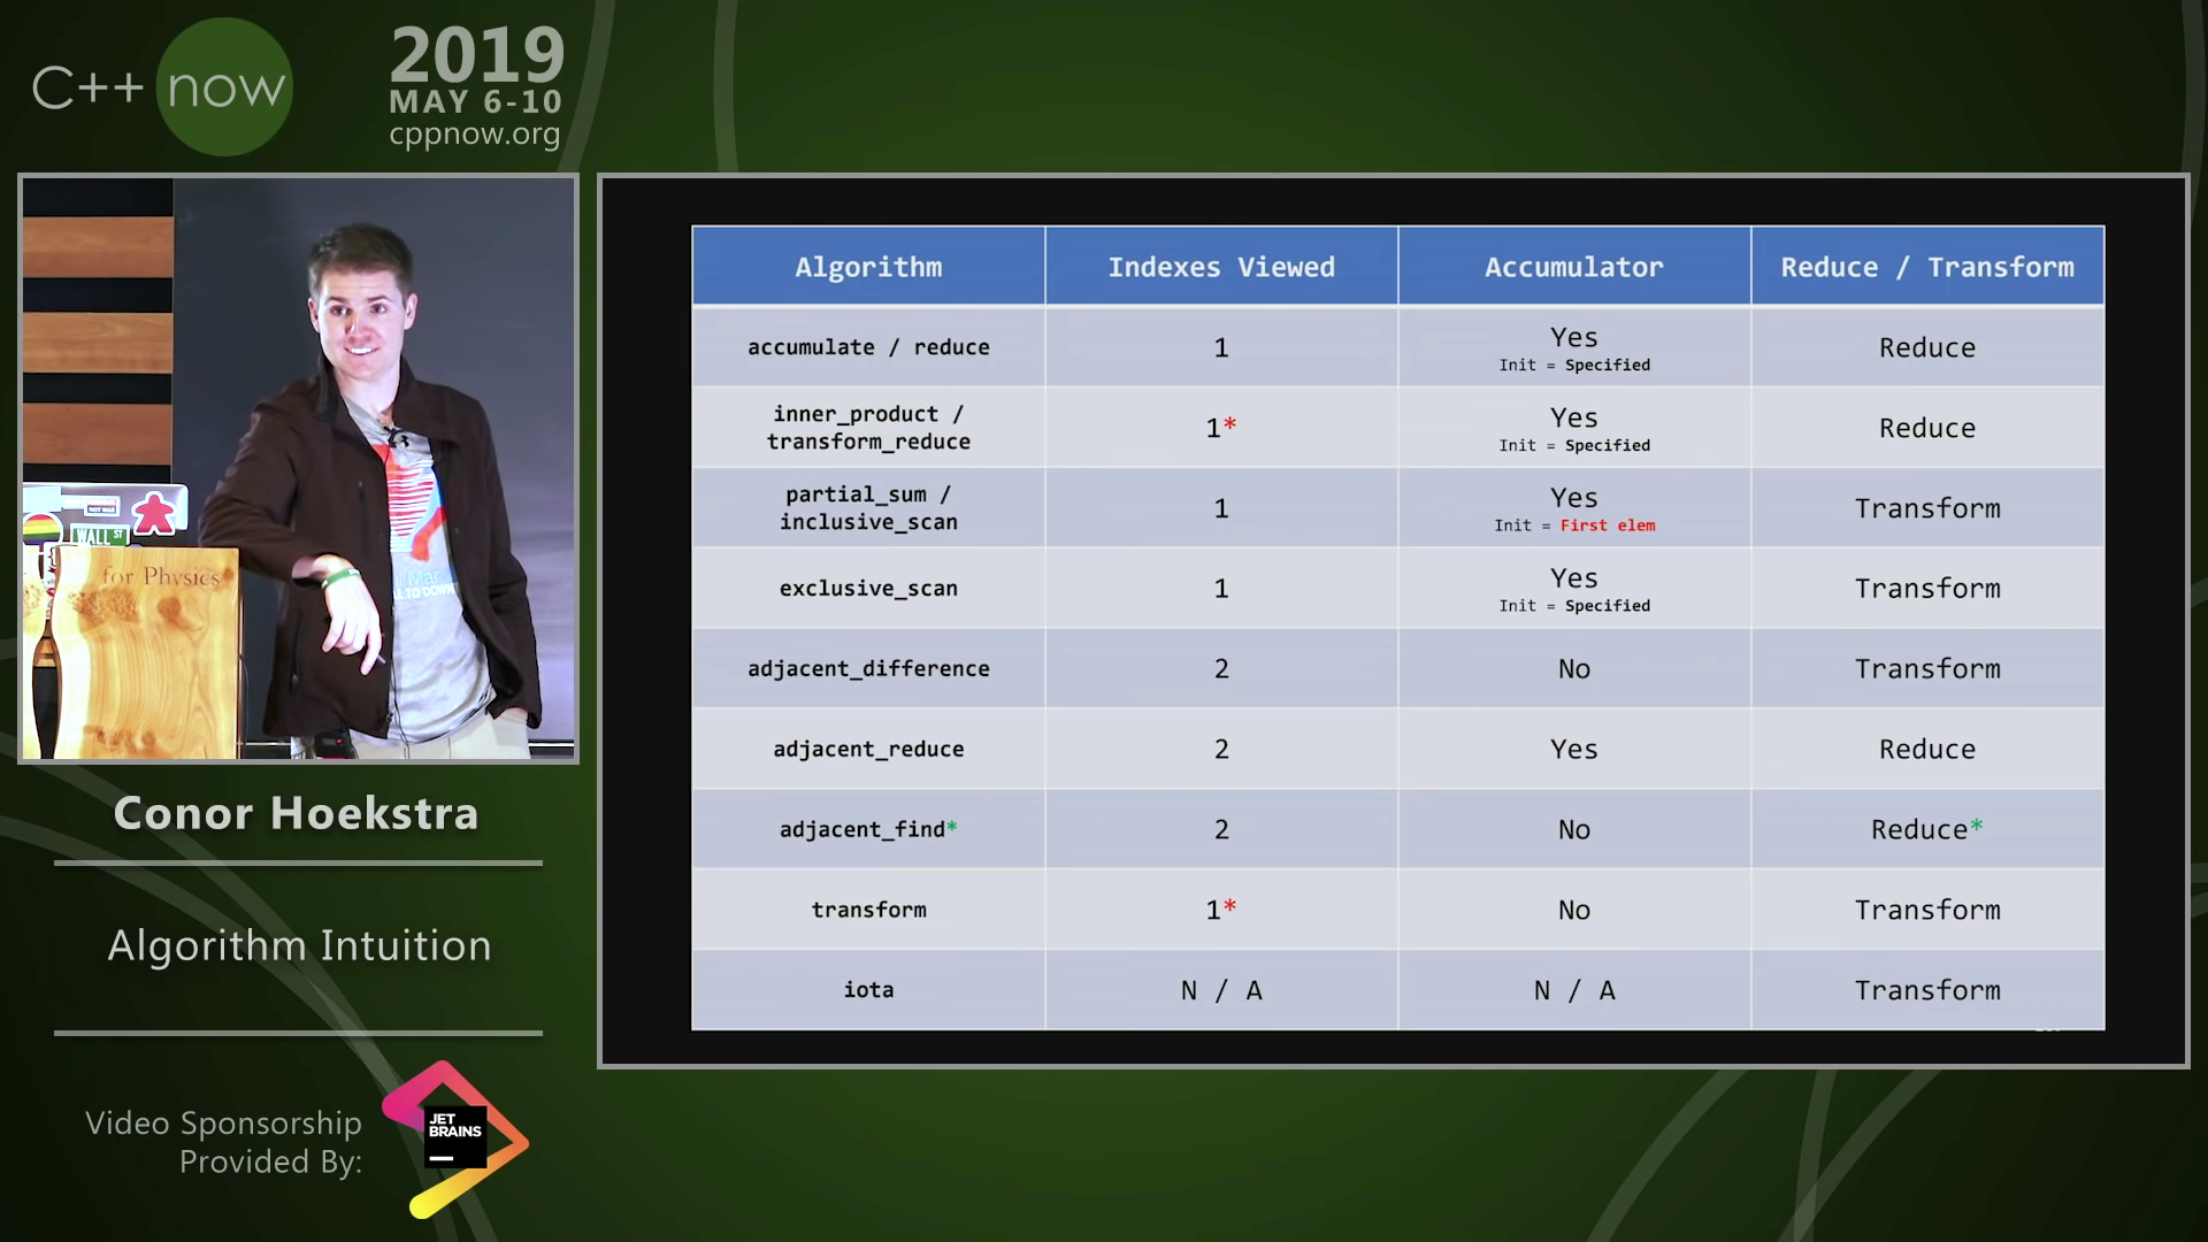 C++ now
2019
MAY 6-10
cppnow.org
NOT WAR
WALL ST
for Physics
Conor Hoekstra
Algorithm Intuition
Video Sponsorship
Provided By:
JET
BRAINS
Algorithm Indexes Viewed Accumulator Reduce / Transform
accumulate / reduce 1 Yes Reduce
Init = Specified
inner_product / 1* Yes Reduce
transform_reduce Init = Specified
partial_sum / 1 Yes Transform
inclusive_scan Init = First elem
exclusive_scan 1 Yes Transform
Init = Specified
adjacent_difference 2 No Transform
adjacent_reduce 2 Yes Reduce
adjacent_find* 2 No Reduce*
transform 1* No Transform
iota N / A N / A Transform